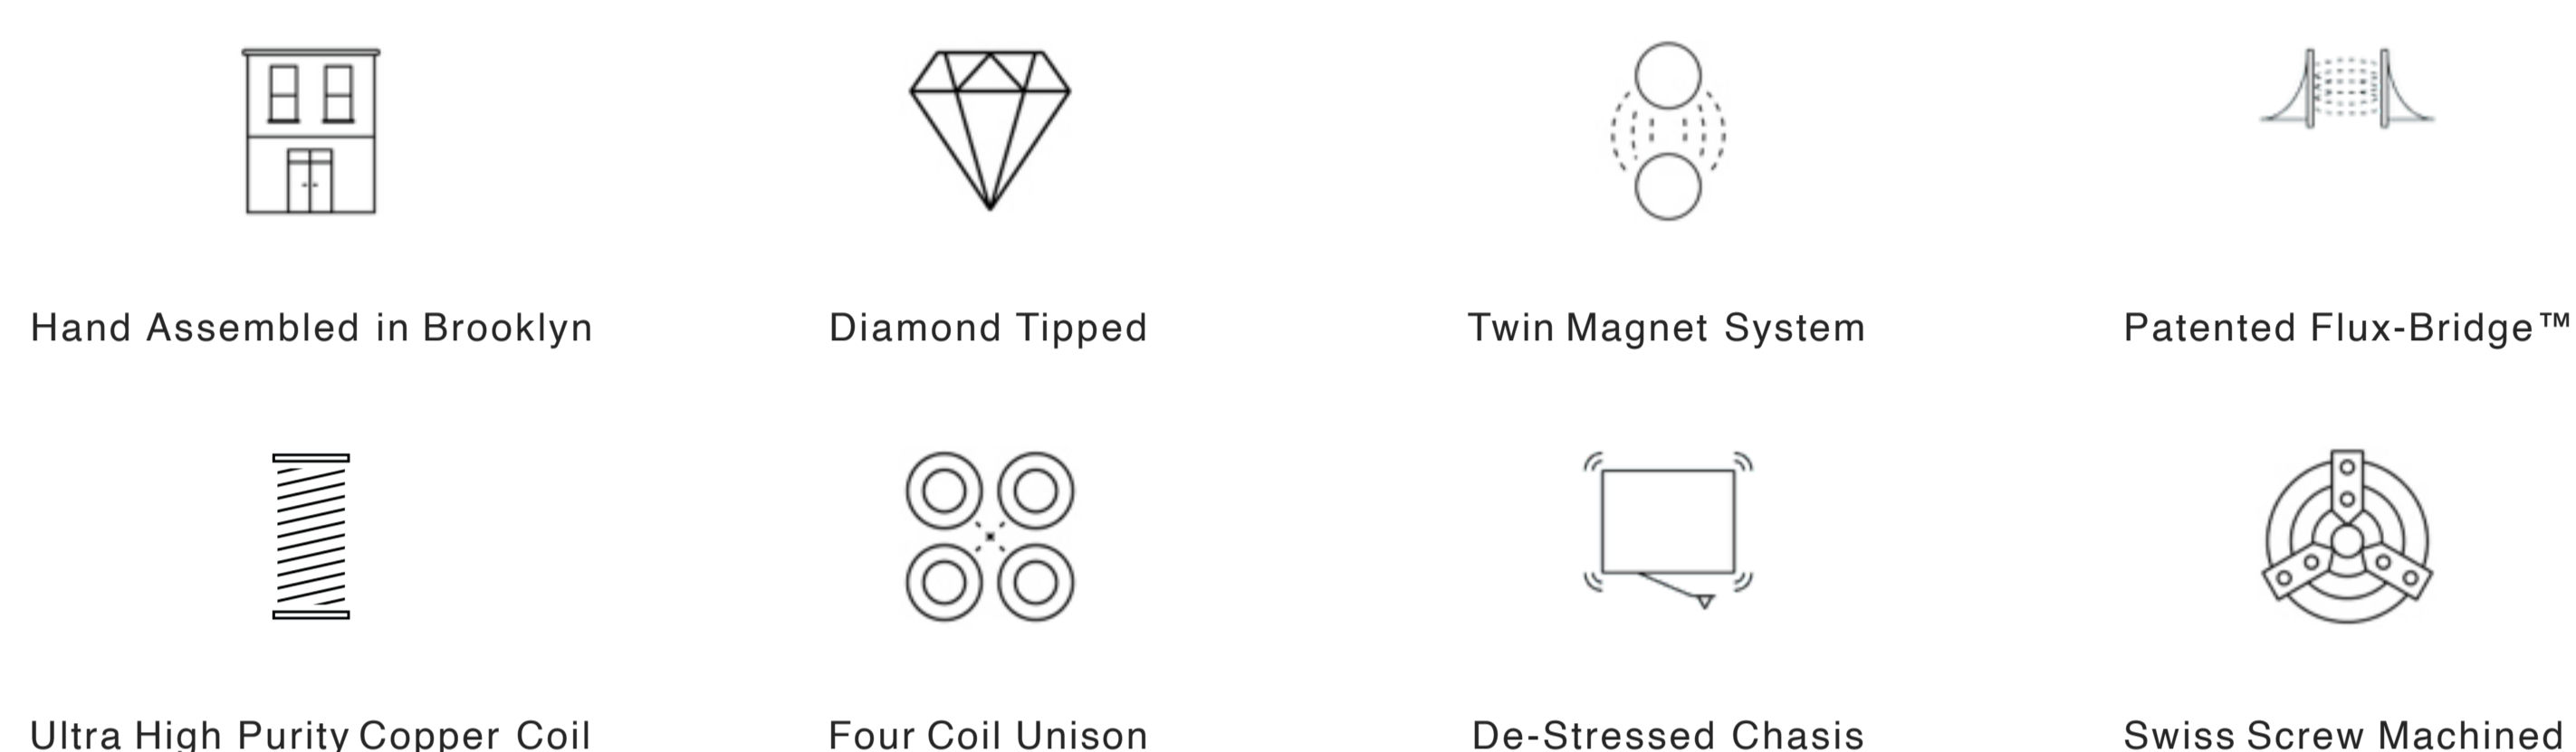 Hand Assembled in Brooklyn
Diamond Tipped
Twin Magnet System
Patented Flux-Bridge™
Ultra High Purity Copper Coil
Four Coil Unison
De-Stressed Chasis
Swiss Screw Machined